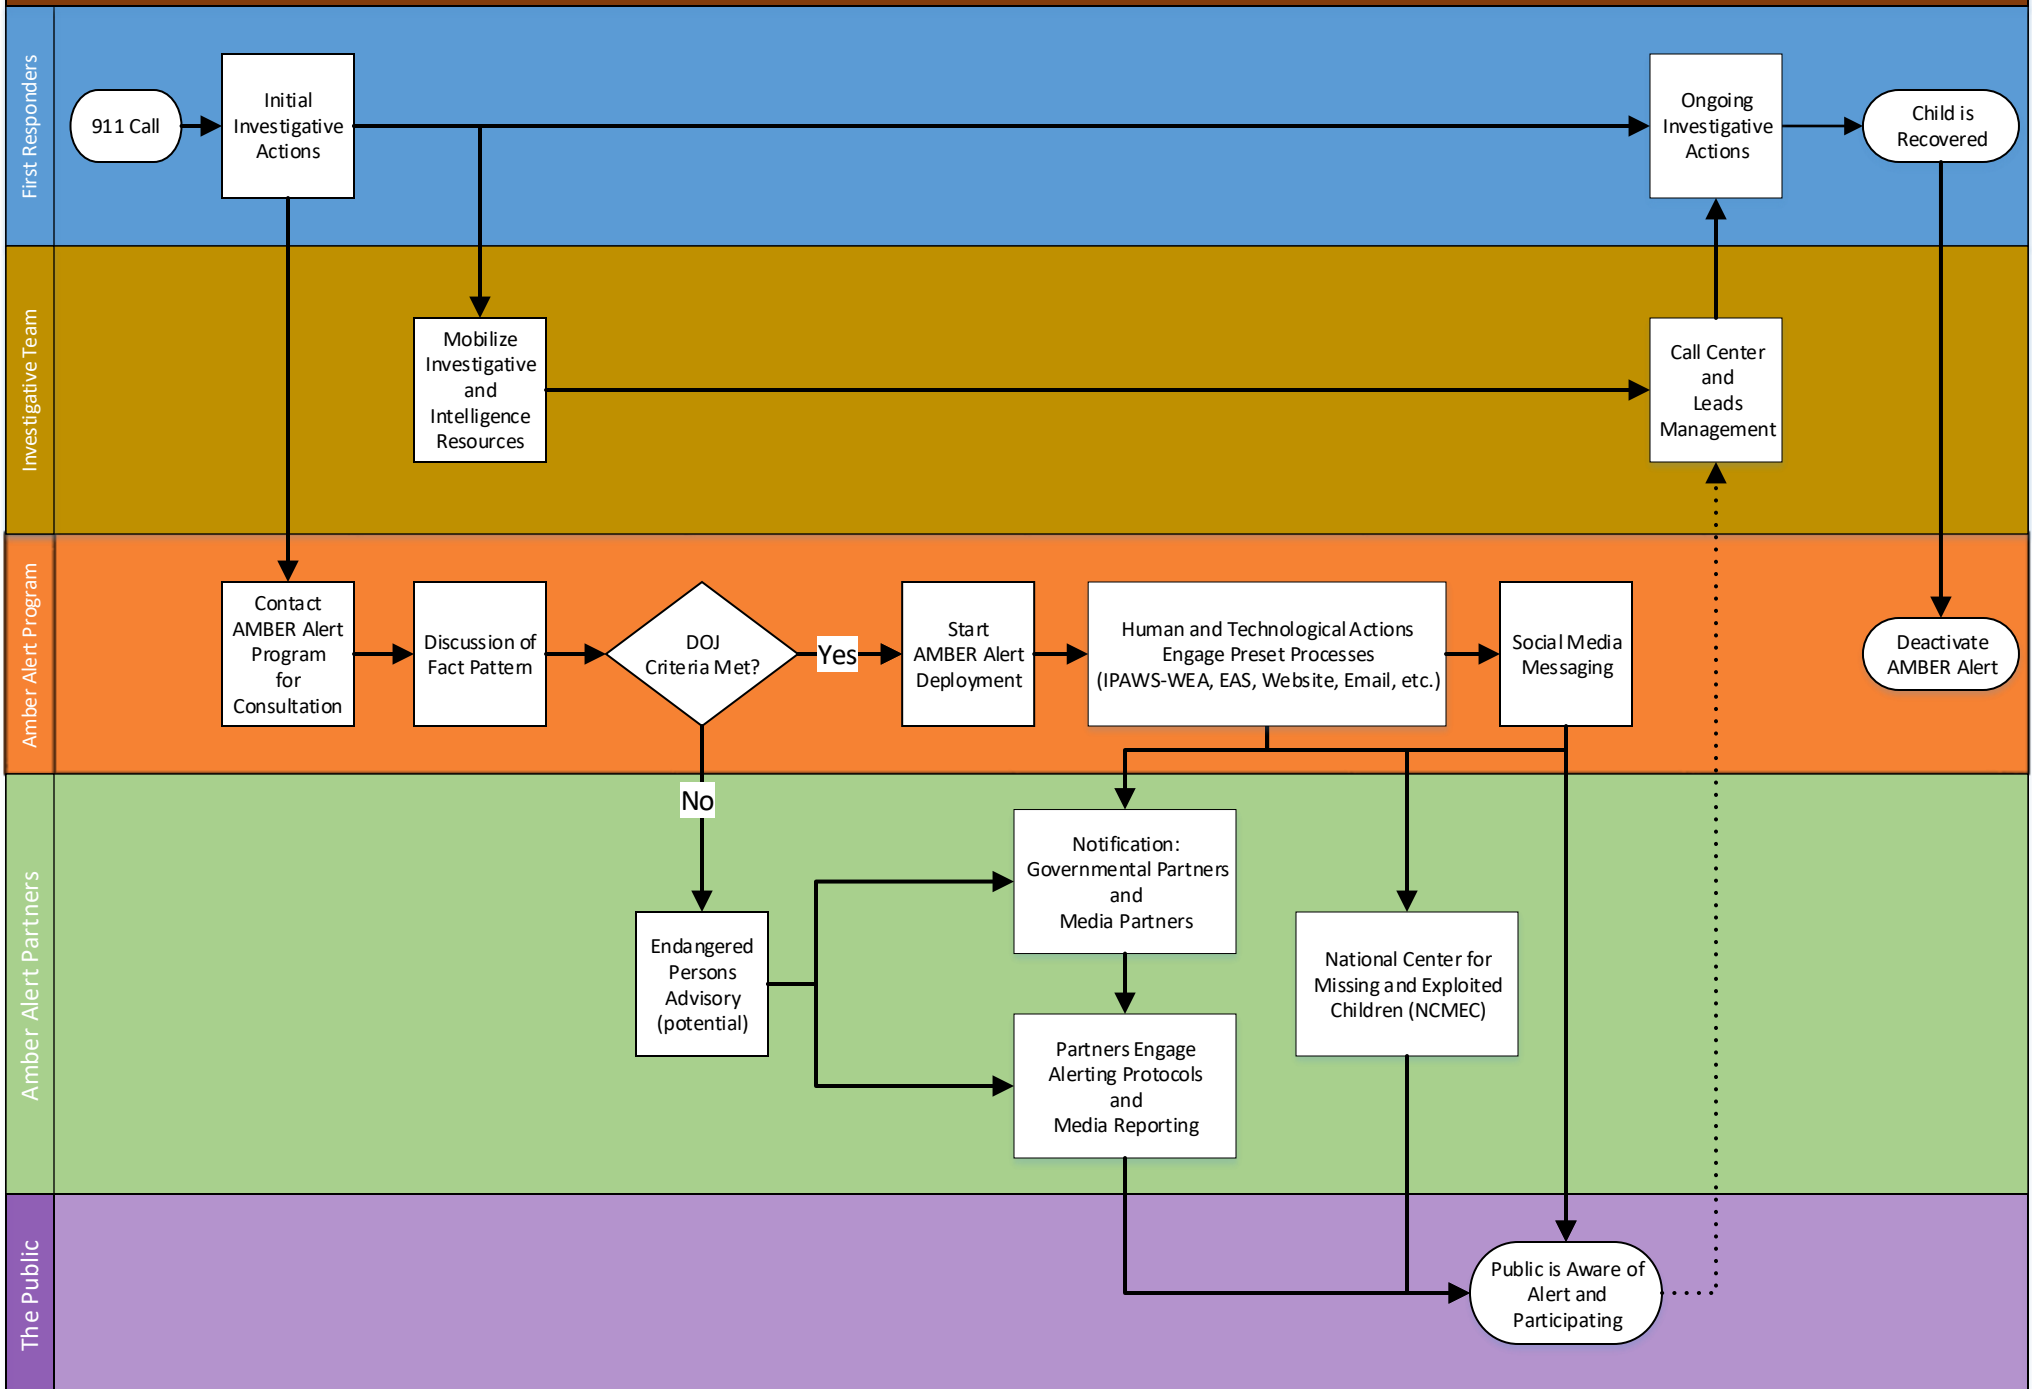 First Responders
911 Call
Initial
Investigative
Actions
Ongoing
Investigative
Actions
Child is
Recovered
Investigative Team
Mobilize
Investigative
and
Intelligence
Resources
Call Center
and
Leads
Management
Amber Alert Program
Contact
AMBER Alert
Program
for
Consultation
Discussion of
Fact Pattern
DOJ
Criteria Met?
Yes
Start
AMBER Alert
Deployment
Human and Technological Actions
Engage Preset Processes
(IPAWS-WEA, EAS, Website, Email, etc.)
Social Media
Messaging
Deactivate
AMBER Alert
No
Amber Alert Partners
Endangered
Persons
Advisory
(potential)
Notification:
Governmental Partners
and
Media Partners
Partners Engage
Alerting Protocols
and
Media Reporting
National Center for
Missing and Exploited
Children (NCMEC)
The Public
Public is Aware of
Alert and
Participating